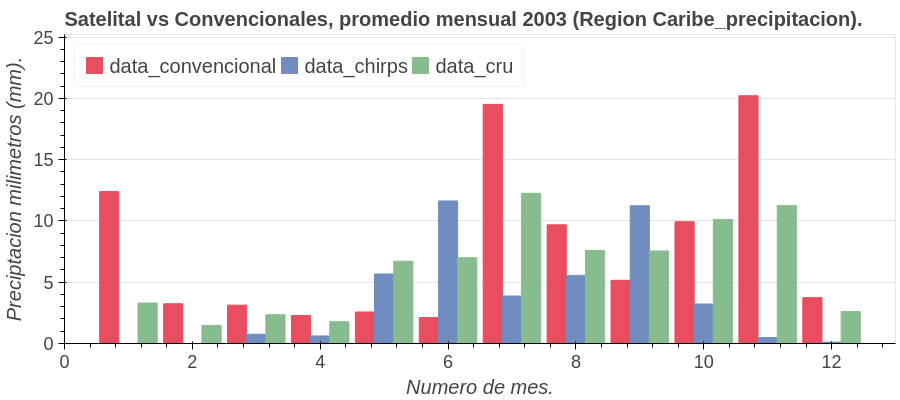 Satelital vs Convencionales, promedio mensual 2003 (Region Caribe_precipitacion).
data_convencional data_chirps data_cru
Preciptacion milimetros (mm).
25
20
15
10
5
0
0 2 4 6 8 10 12
Numero de mes.